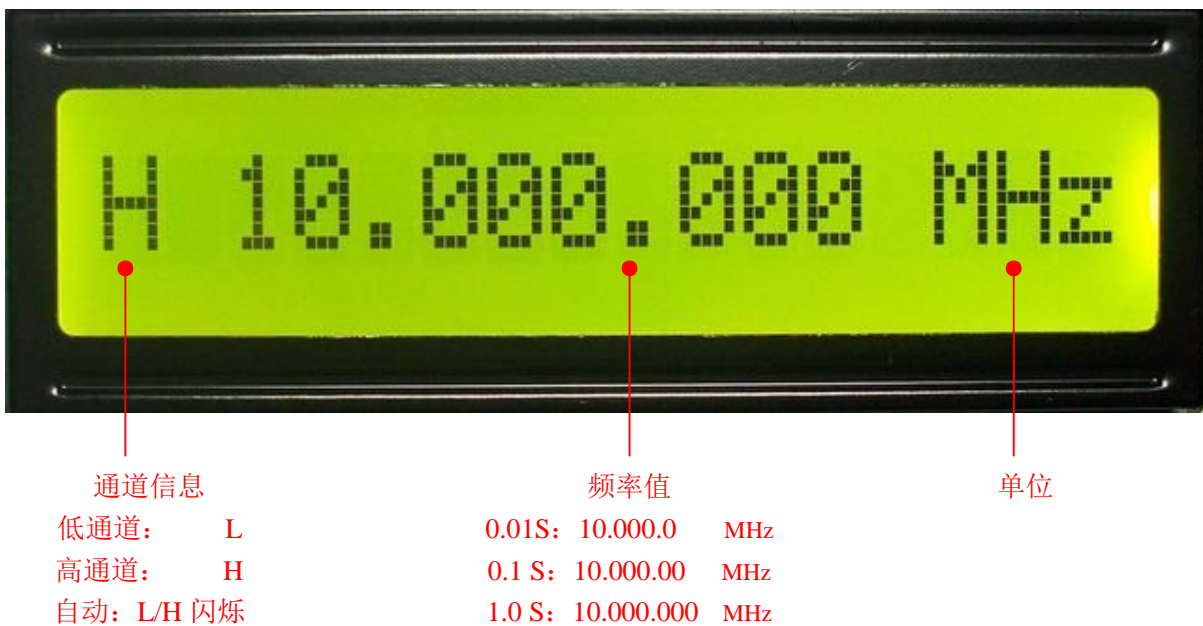 H 10.000.000 MHz
通道信息 频率值 单位
低通道： L 0.01S：10.000.0 MHz
高通道： H 0.1 S：10.000.00 MHz
自动：L/H 闪烁 1.0 S：10.000.000 MHz